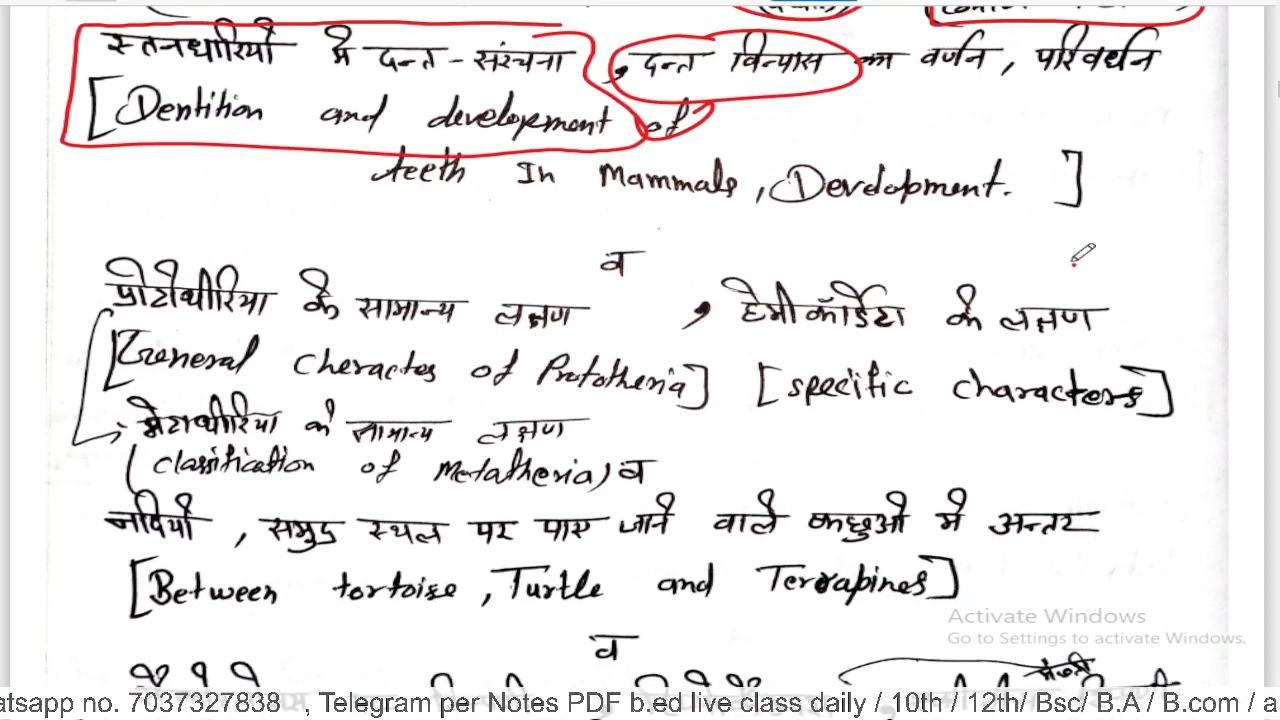 स्तनधारियों में दन्त-संरचना , दन्त विन्यास का वर्णन, परिवर्धन
[Dentition and development of
teeth In Mammals, Development. ]
व
प्रोटोथीरिया के सामान्य लक्षण , हेमीकॉर्डेटा के लक्षण
[General Cheractes of Prototheria] [specific characters]
, मेटाथीरिया के सामान्य लक्षण
(classification of Metatheria) व
नदियों , समुद्र स्थल पर पाए जाने वाले कछुओं में अन्तर
[Between tortoise, Turtle and Terrapines]
Activate Windows
Go to Settings to activate Windows.
व
atsapp no. 7037327838 , Telegram per Notes PDF b.ed live class daily / 10th / 12th/ Bsc/ B.A / B.com / a